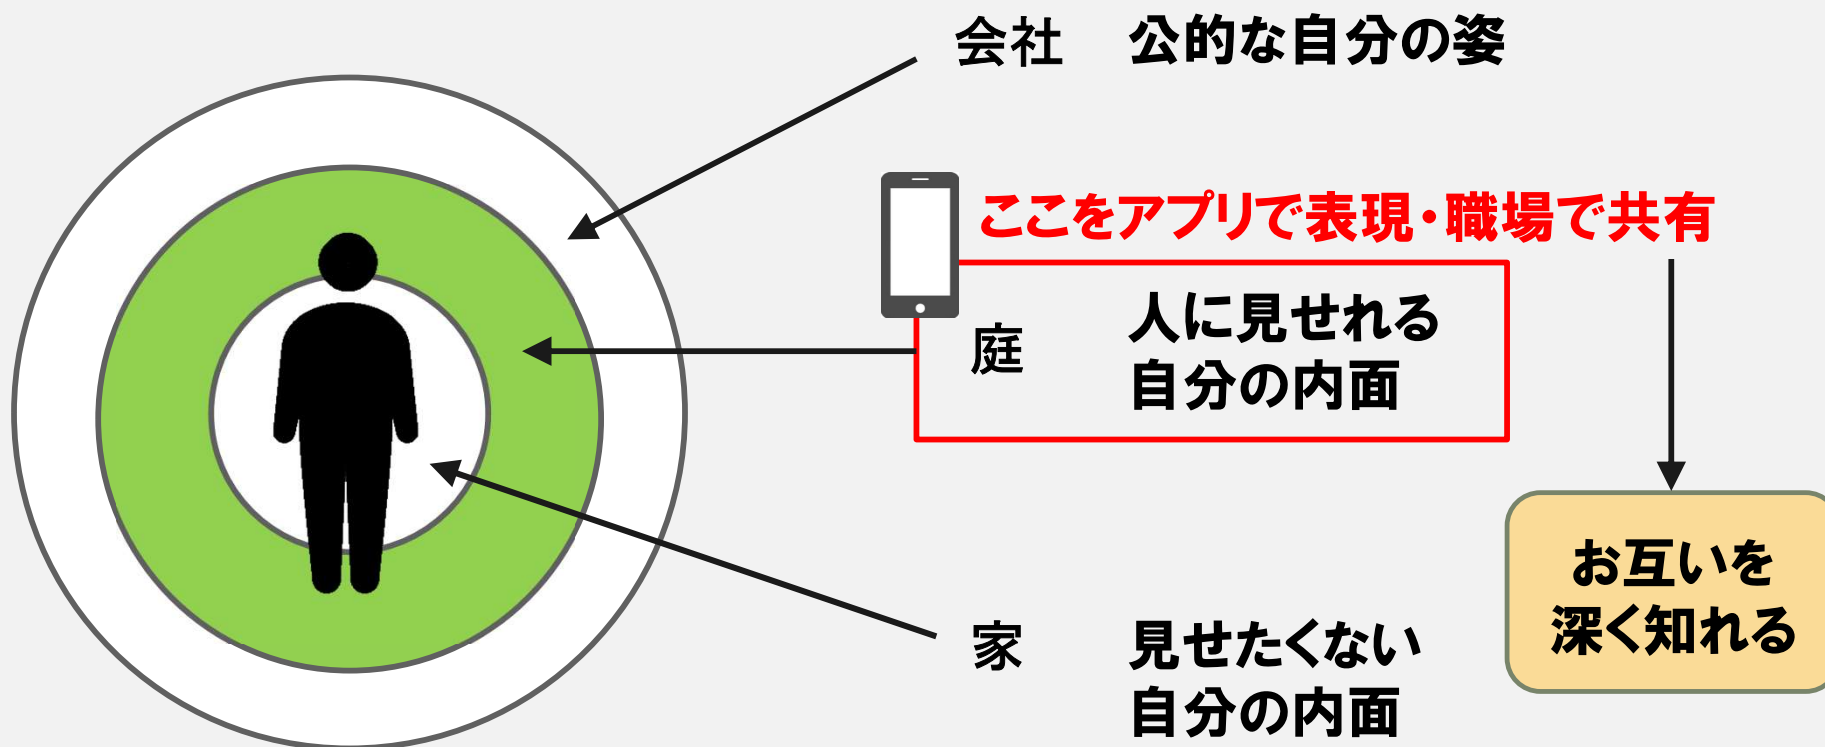 会社 公的な自分の姿
ここをアプリで表現・職場で共有
庭 人に見せれる
自分の内面
お互いを
深く知れる
家 見せたくない
自分の内面